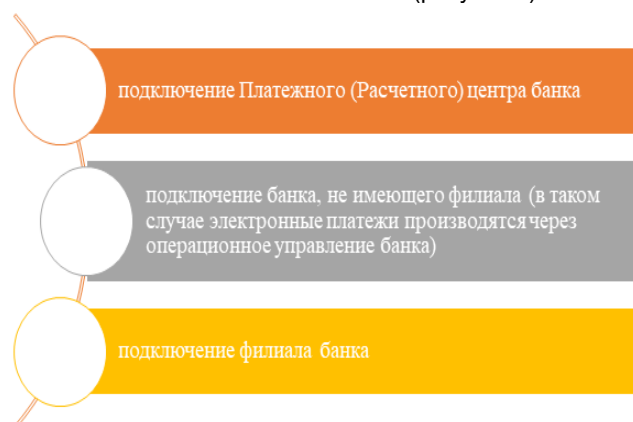 подключение Платежного (Расчетного) центра банка
подключение банка, не имеющего филиала (в таком
случае электронные платежи производятся через
операционное управление банка)
подключение филиала банка